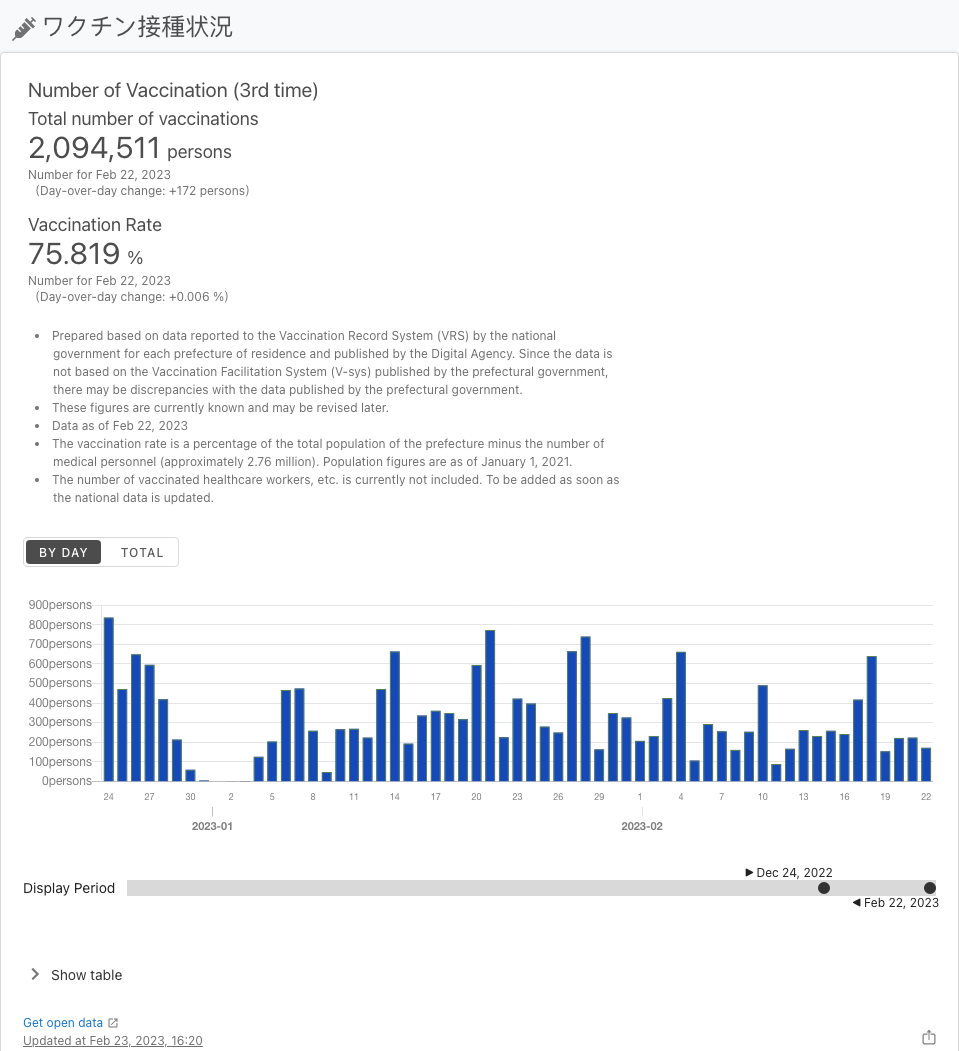 ワクチン接種状況
Number of Vaccination (3rd time)
Total number of vaccinations
2,094,511 persons
Number for Feb 22, 2023
(Day-over-day change: +172 persons)
Vaccination Rate
75.819 %
Number for Feb 22, 2023
(Day-over-day change: +0.006 %)
• Prepared based on data reported to the Vaccination Record System (VRS) by the national
government for each prefecture of residence and published by the Digital Agency. Since the data is
not based on the Vaccination Facilitation System (V-sys) published by the prefectural government,
there may be discrepancies with the data published by the prefectural government.
• These figures are currently known and may be revised later.
• Data as of Feb 22, 2023
• The vaccination rate is a percentage of the total population of the prefecture minus the number of
medical personnel (approximately 2.76 million). Population figures are as of January 1, 2021.
• The number of vaccinated healthcare workers, etc. is currently not included. To be added as soon as
the national data is updated.
BY DAY TOTAL
900persons
800persons
700persons
600persons
500persons
400persons
300persons
200persons
100persons
0persons
24 27 30 2 5 8 11 14 17 20 23 26 29 1 4 7 10 13 16 19 22
2023-01 2023-02
Dec 24, 2022
Display Period
Feb 22, 2023
Show table
Get open data
Updated at Feb 23, 2023, 16:20